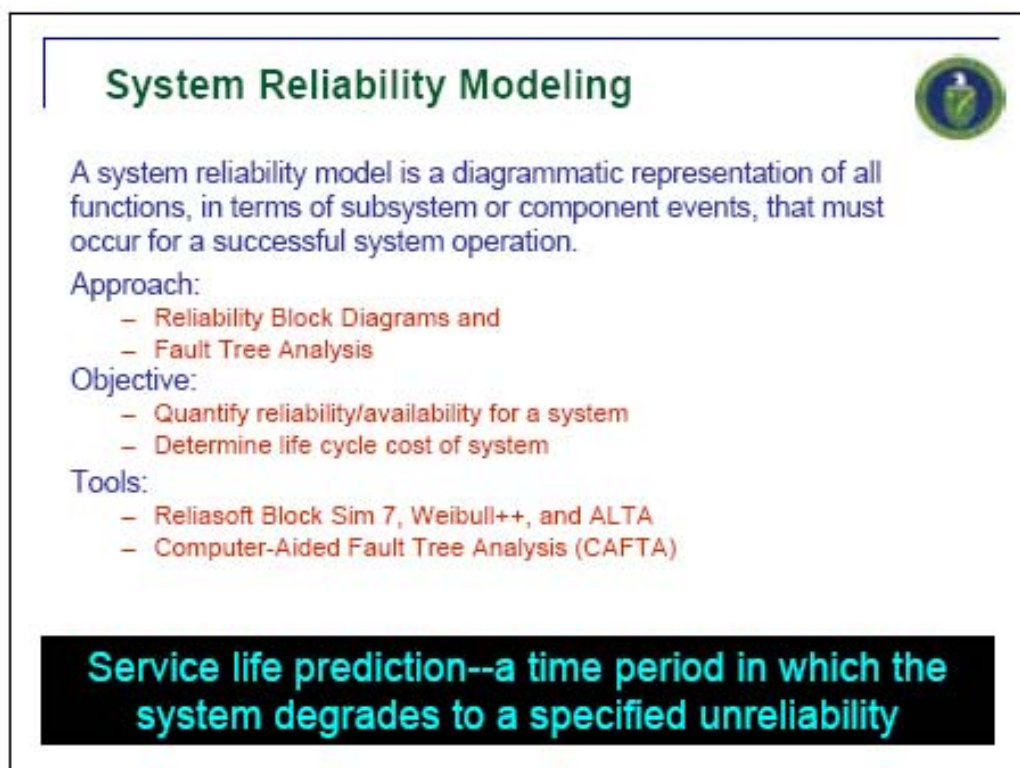 System Reliability Modeling
A system reliability model is a diagrammatic representation of all
functions, in terms of subsystem or component events, that must
occur for a successful system operation.
Approach:
– Reliability Block Diagrams and
– Fault Tree Analysis
Objective:
– Quantify reliability/availability for a system
– Determine life cycle cost of system
Tools:
– Reliasoft Block Sim 7, Weibull++, and ALTA
– Computer-Aided Fault Tree Analysis (CAFTA)
Service life prediction--a time period in which the
system degrades to a specified unreliability